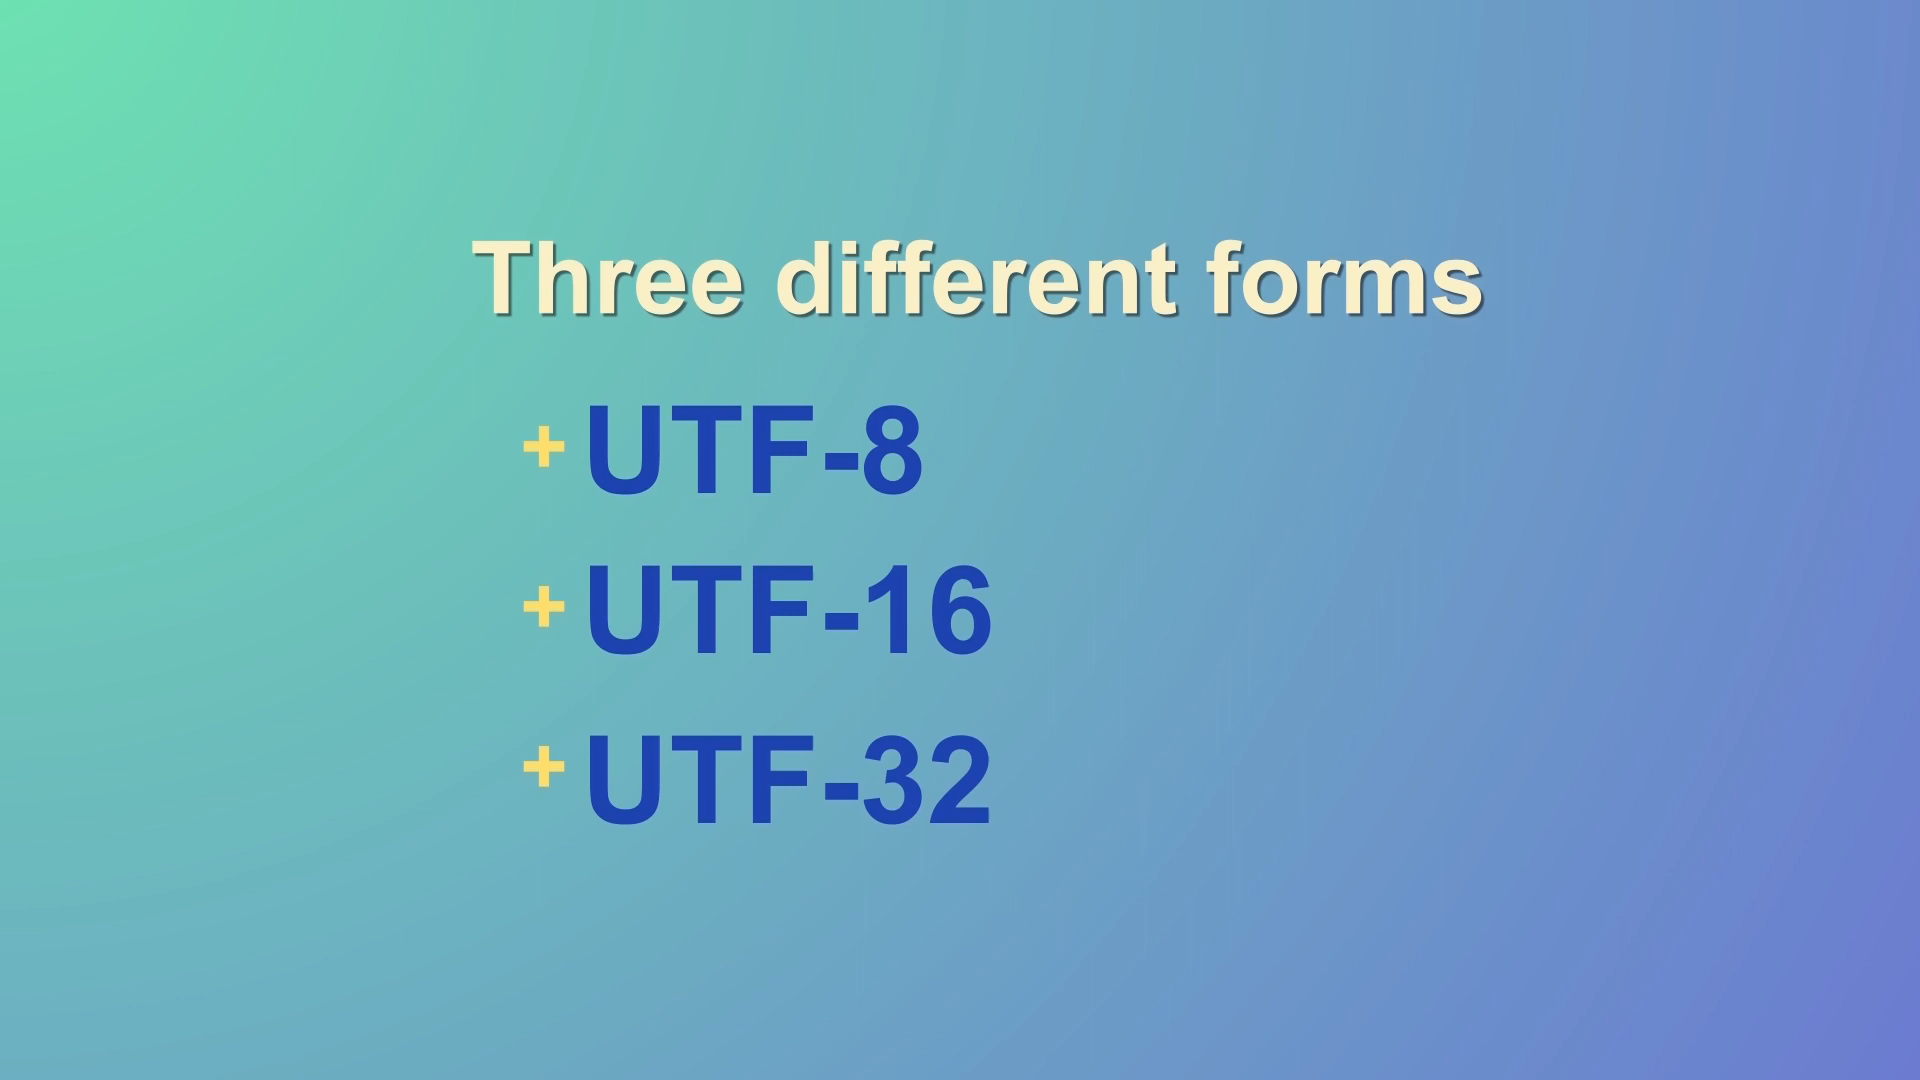 Three different forms
+ UTF-8
+ UTF-16
+ UTF-32